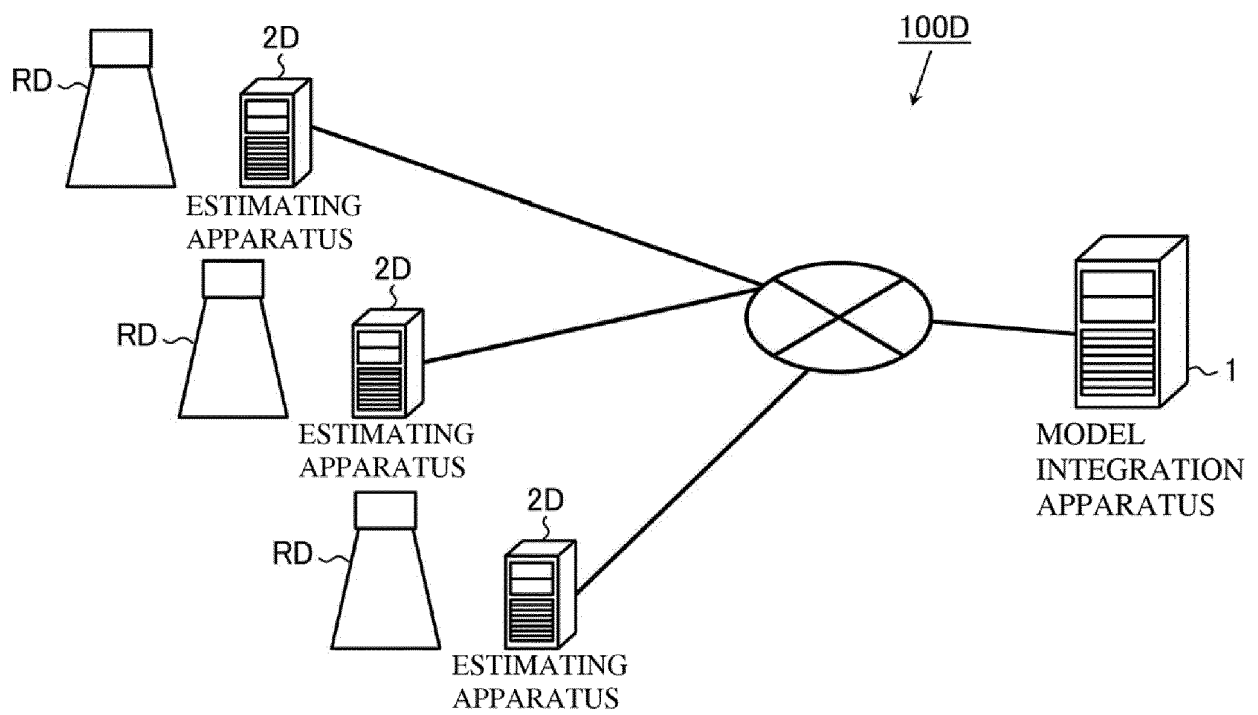 100D
2D
RD
ESTIMATING
APPARATUS
2D
RD
ESTIMATING
APPARATUS
1
MODEL
INTEGRATION
APPARATUS
2D
RD
ESTIMATING
APPARATUS